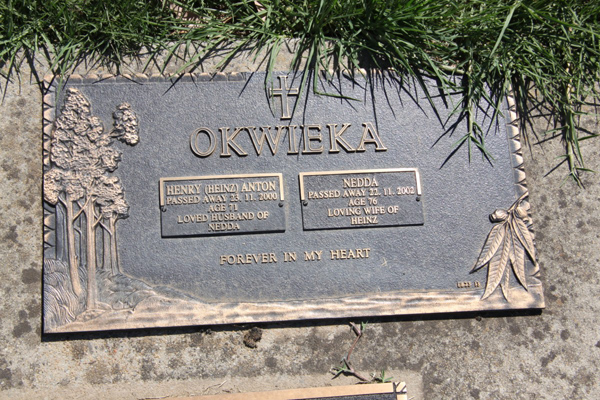 OKWIEKA
HENRY (HEINZ) ANTON
PASSED AWAY 23. 11. 2000
AGE 71
LOVED HUSBAND OF
NEDDA
NEDDA
PASSED AWAY 22. 11. 2002
AGE 76
LOVING WIFE OF
HEINZ
FOREVER IN MY HEART